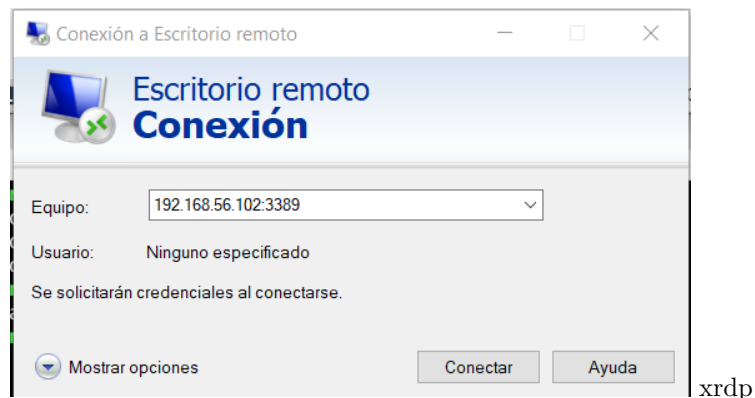 Conexión a Escritorio remoto
Escritorio remoto
Conexión
Equipo: 192.168.56.102:3389
Usuario: Ninguno especificado
Se solicitarán credenciales al conectarse.
Mostrar opciones Conectar Ayuda
xrdp